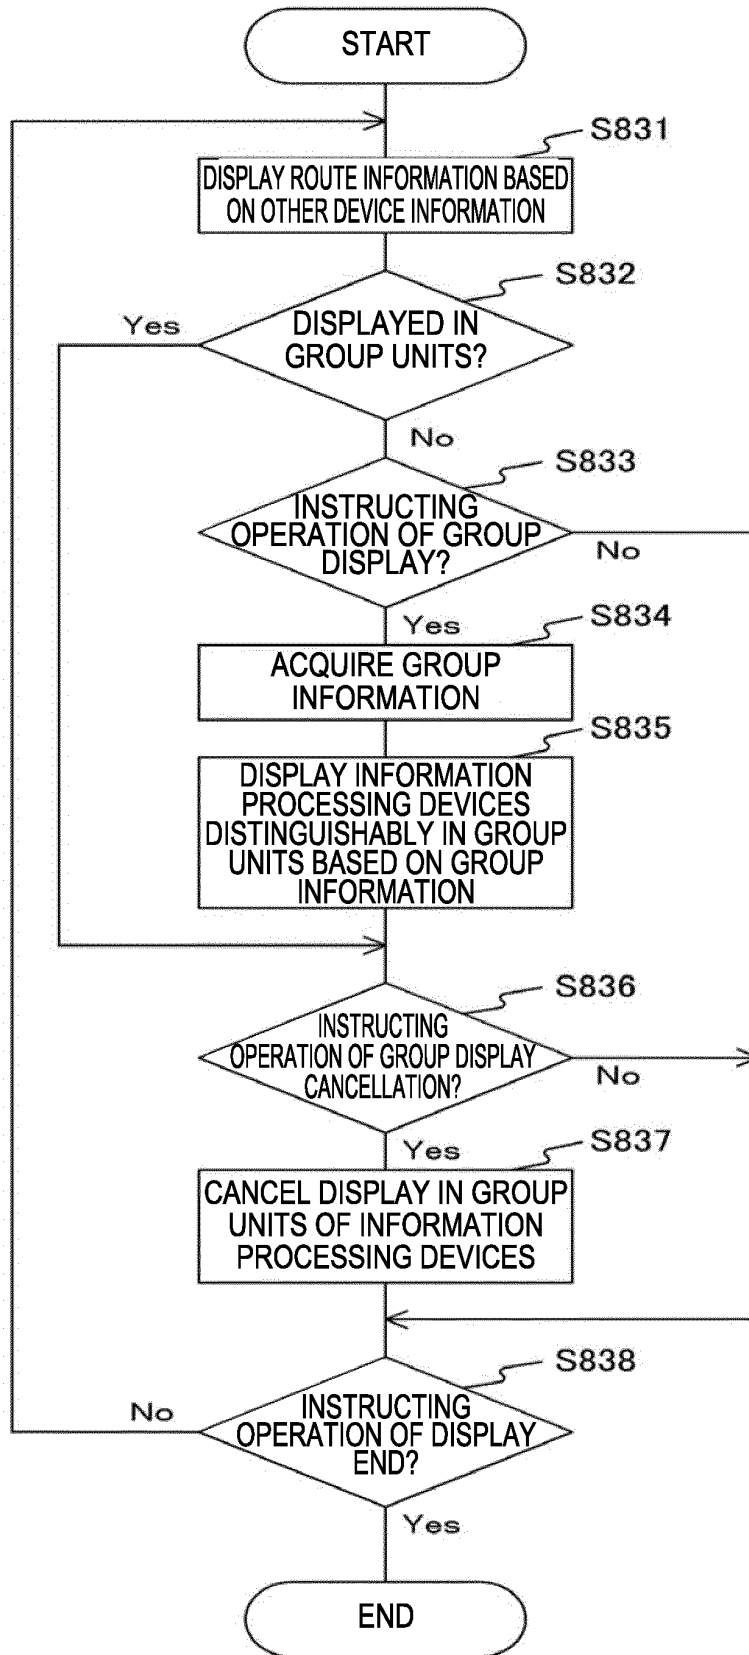 START
S831
DISPLAY ROUTE INFORMATION BASED
ON OTHER DEVICE INFORMATION
S832
Yes
DISPLAYED IN
GROUP UNITS?
No
S833
INSTRUCTING
OPERATION OF GROUP
DISPLAY?
No
Yes
S834
ACQUIRE GROUP
INFORMATION
S835
DISPLAY INFORMATION
PROCESSING DEVICES
DISTINGUISHABLY IN GROUP
UNITS BASED ON GROUP
INFORMATION
S836
INSTRUCTING
OPERATION OF GROUP DISPLAY
CANCELLATION?
No
Yes
S837
CANCEL DISPLAY IN GROUP
UNITS OF INFORMATION
PROCESSING DEVICES
S838
No
INSTRUCTING
OPERATION OF DISPLAY
END?
Yes
END